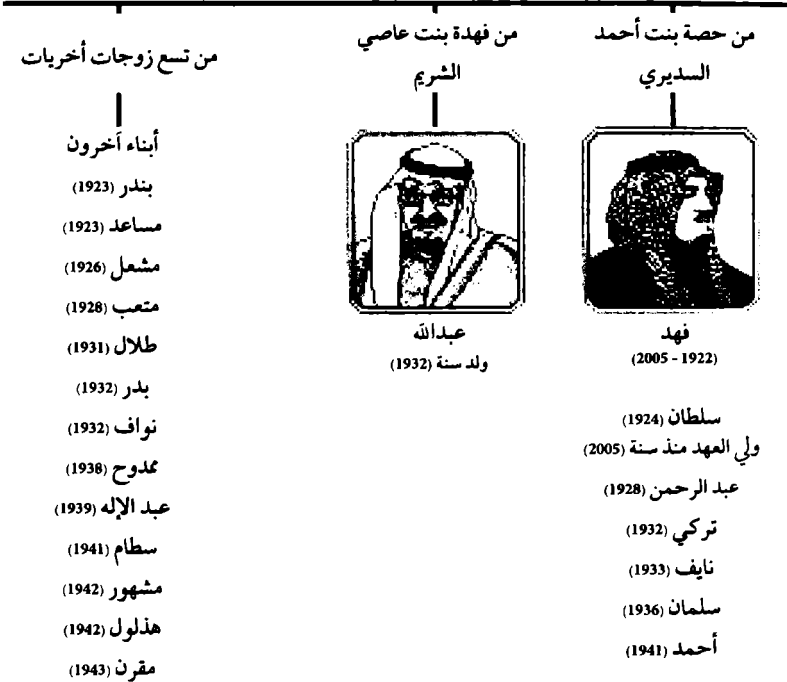 من حصة بنت أحمد
السديري
فهد
(1922 - 2005)
سلطان (1924)
ولي العهد منذ سنة (2005)
عبد الرحمن (1928)
تركي (1932)
نايف (1933)
سلمان (1936)
أحمد (1941)
من فهدة بنت عاصي
الشريم
عبدالله
ولد سنة (1932)
من تسع زوجات أخريات
أبناء آخرون
بندر (1923)
مساعد (1923)
مشعل (1926)
متعب (1928)
طلال (1931)
بدر (1932)
نواف (1932)
ممدوح (1938)
عبد الإله (1939)
سطام (1941)
مشهور (1942)
هذلول (1942)
مقرن (1943)